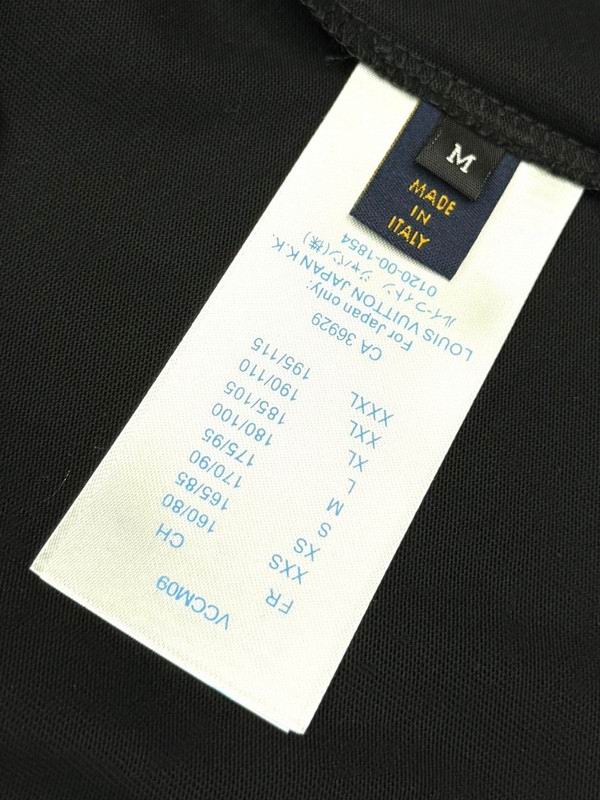 M
MADE
IN
ITALY
VCCM09
FR CH
XXS 160/80
XS 165/85
S 170/90
M 175/95
L 180/100
XL 185/105
XXL 190/110
XXXL 195/115
CA 36929
For Japan only:
LOUIS VUITTON JAPAN K.K.
ルイ・ヴィトン ジャパン(株)
0120-00-1854